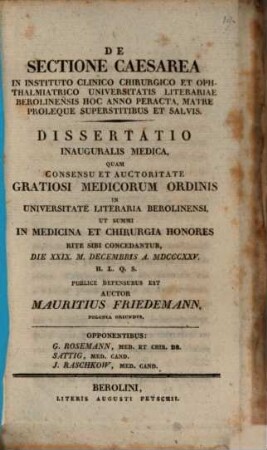 DE
SECTIONE CAESAREA
IN INSTITUTO CLINICO CHIRURGICO ET OPH-
THALMIATRICO UNIVERSITATIS LITERARIAE
BEROLINENSIS HOC ANNO PERACTA, MATRE
PROLEQUE SUPERSTITIBUS ET SALVIS.
DISSERTATIO
INAUGURALIS MEDICA,
QUAM
CONSENSU ET AUCTORITATE
GRATIOSI MEDICORUM ORDINIS
IN
UNIVERSITATE LITERARIA BEROLINENSI,
UT SUMMI
IN MEDICINA ET CHIRURGIA HONORES
RITE SIBI CONCEDANTUR,
DIE XXIX. M. DECEMBRIS A. MDCCCXXV.
H. L. Q. S.
PUBLICE DEFENSURUS EST
AUCTOR
MAURITIUS FRIEDEMANN,
POLONIA ORIUNDUS.
OPPONENTIBUS:
G. ROSEMANN, MED. ET CHIR. DR.
SATTIG, MED. CAND.
J. RASCHKOW, MED. CAND.
BEROLINI,
LITERIS AUGUSTI PETSCHII.